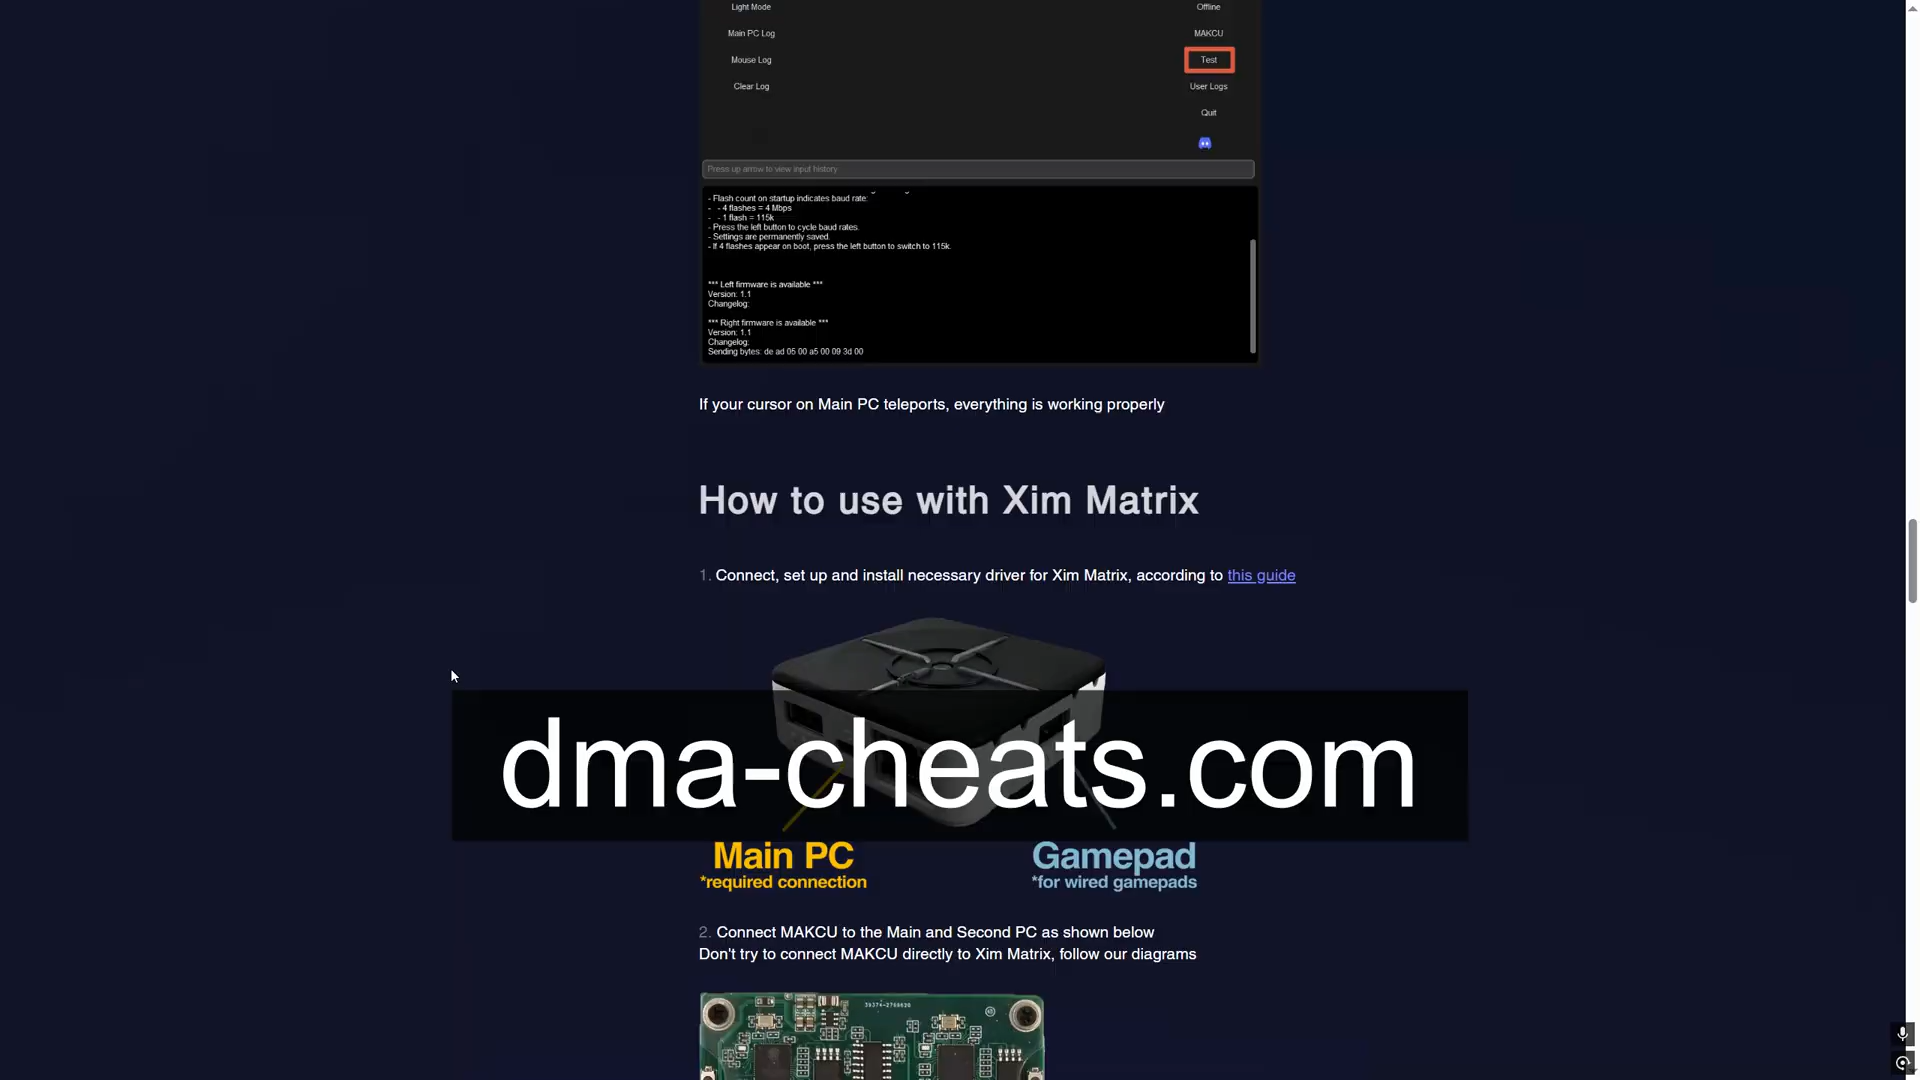 Light Mode
Offline
Main PC Log
MAKCU
Mouse Log
Test
Clear Log
User Logs
Quit
Press up arrow to view input history
- Flash count on startup indicates baud rate:
- - 4 flashes = 4 Mbps
- - 1 flash = 115k
- Press the left button to cycle baud rates.
- Settings are permanently saved.
- If 4 flashes appear on boot, press the left button to switch to 115k.
*** Left firmware is available ***
Version: 1.1
Changelog:
*** Right firmware is available ***
Version: 1.1
Changelog:
Sending bytes: de ad 05 00 a5 00 09 3d 00
If your cursor on Main PC teleports, everything is working properly
How to use with Xim Matrix
1. Connect, set up and install necessary driver for Xim Matrix, according to this guide
dma-cheats.com
Main PC
*required connection
Gamepad
*for wired gamepads
2. Connect MAKCU to the Main and Second PC as shown below
Don't try to connect MAKCU directly to Xim Matrix, follow our diagrams